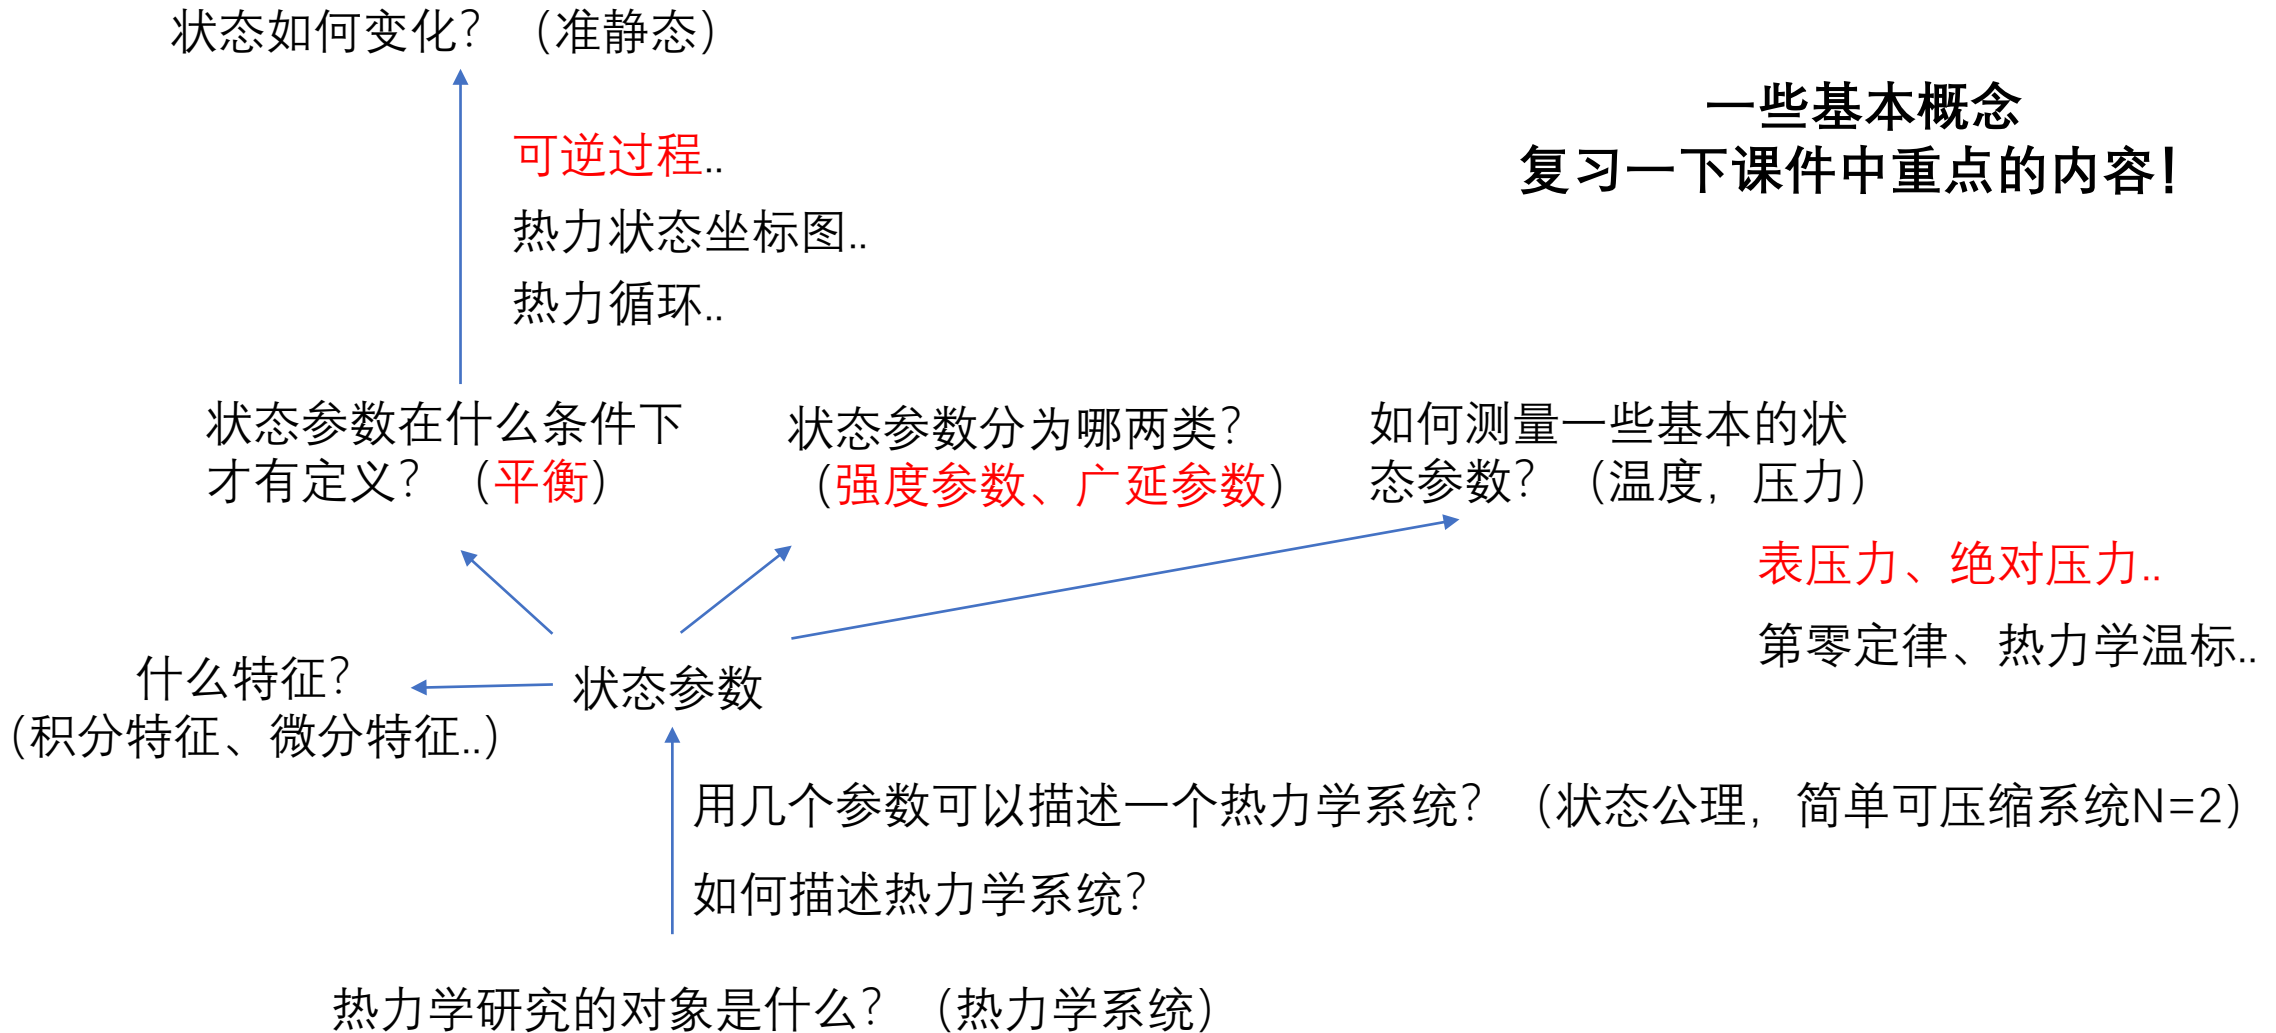 状态如何变化？（准静态）
一些基本概念
复习一下课件中重点的内容！
可逆过程..
热力状态坐标图..
热力循环..
状态参数在什么条件下
才有定义？（平衡）
状态参数分为哪两类？
（强度参数、广延参数）
如何测量一些基本的状
态参数？（温度，压力）
表压力、绝对压力..
第零定律、热力学温标..
什么特征？
（积分特征、微分特征..）
状态参数
用几个参数可以描述一个热力学系统？（状态公理，简单可压缩系统N=2）
如何描述热力学系统？
热力学研究的对象是什么？（热力学系统）